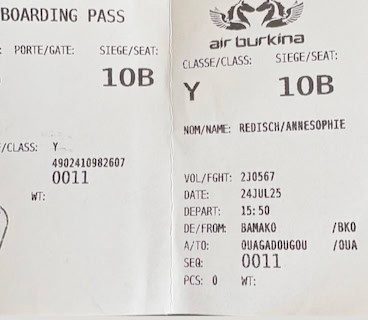 BOARDING PASS
PORTE/GATE: SIEGE/SEAT:
10B
/CLASS: Y
4902410982607
0011
WT:
air burkina
CLASSE/CLASS: SIEGE/SEAT:
Y 10B
NOM/NAME: REDISCH/ANNESOPHIE
VOL/FGHT: 2J0567
DATE: 24JUL25
DEPART: 15:50
DE/FROM: BAMAKO /BKO
A/TO: OUAGADOUGOU /OUA
SEQ: 0011
PCS: 0 WT: